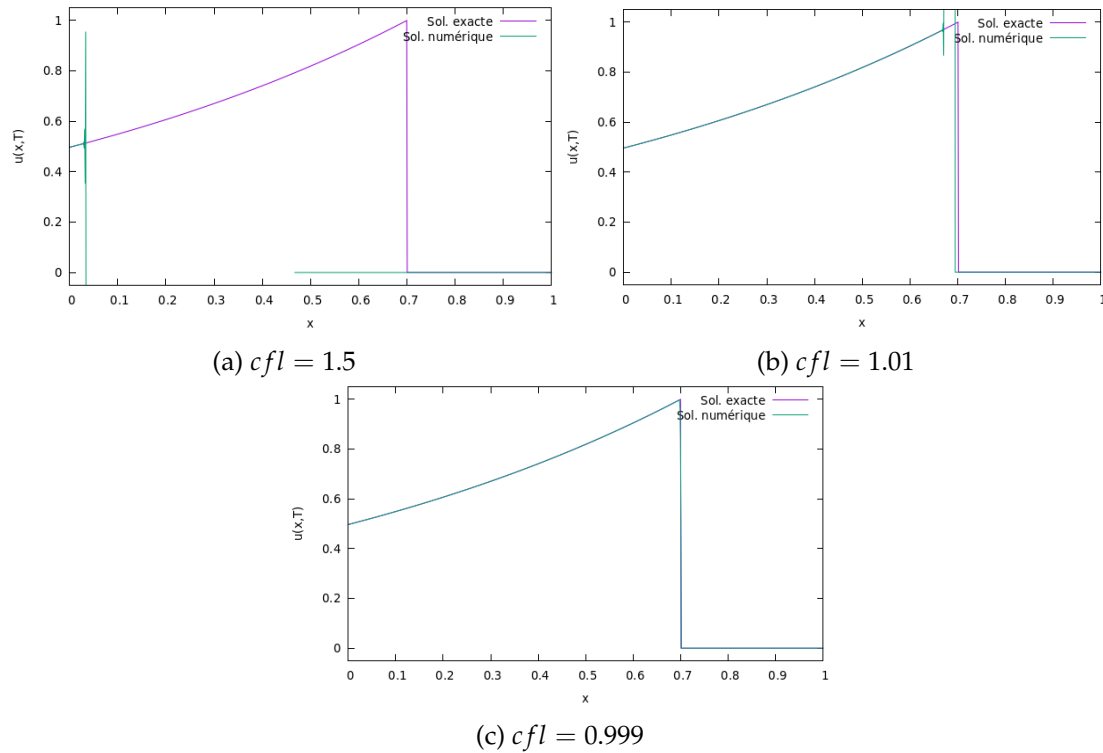 1
0.8
0.6
0.4
0.2
0
u(x,T)
Sol. exacte
Sol. numérique
0 0.1 0.2 0.3 0.4 0.5 0.6 0.7 0.8 0.9 1
x
(a) cfl = 1.5
1
0.8
0.6
0.4
0.2
0
u(x,T)
Sol. exacte
Sol. numérique
0 0.1 0.2 0.3 0.4 0.5 0.6 0.7 0.8 0.9 1
x
(b) cfl = 1.01
1
0.8
0.6
0.4
0.2
0
u(x,T)
Sol. exacte
Sol. numérique
0 0.1 0.2 0.3 0.4 0.5 0.6 0.7 0.8 0.9 1
x
(c) cfl = 0.999